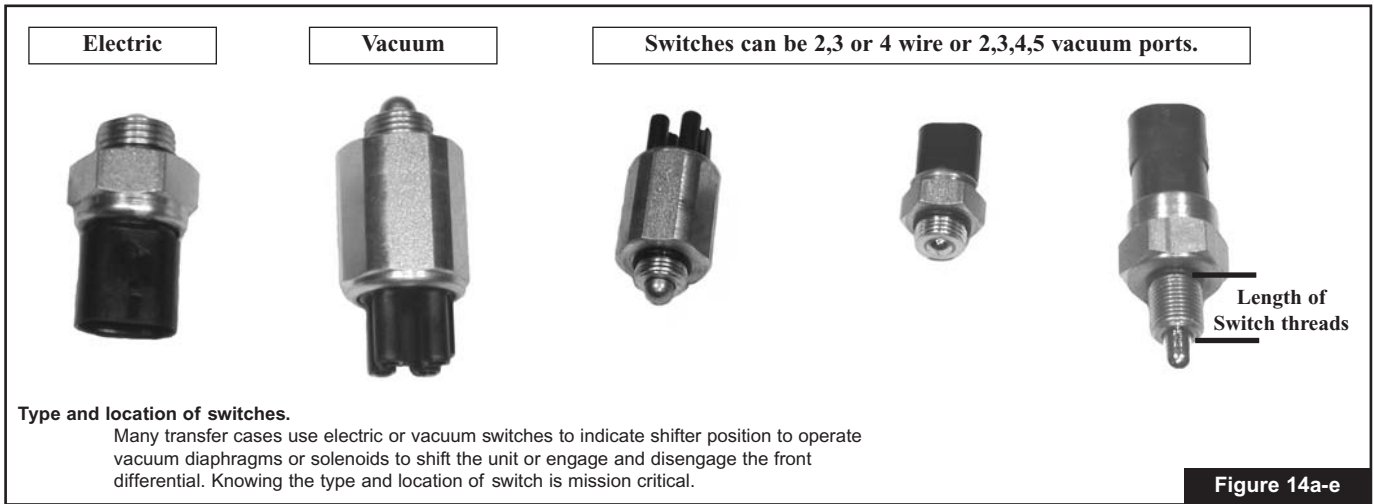 Electric
Vacuum
Switches can be 2,3 or 4 wire or 2,3,4,5 vacuum ports.
Length of
Switch threads
Type and location of switches.
Many transfer cases use electric or vacuum switches to indicate shifter position to operate
vacuum diaphragms or solenoids to shift the unit or engage and disengage the front
differential. Knowing the type and location of switch is mission critical.
Figure 14a-e